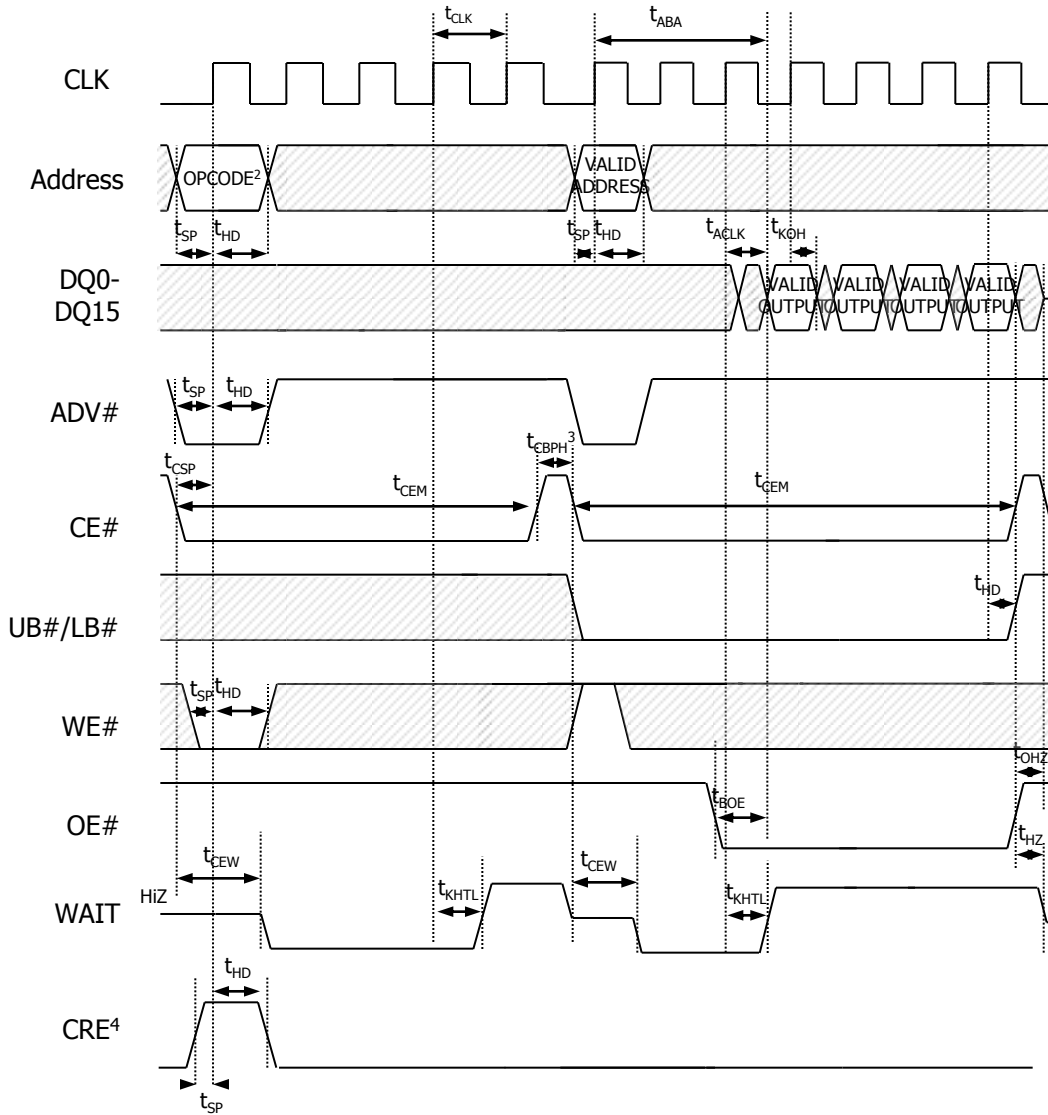 tCLK tABA
CLK
Address OPCODE2 VALID ADDRESS
tSP tHD tSP tHD tACLK tKOH
DQ0-
DQ15
VALID OUTPUT VALID OUTPUT VALID OUTPUT VALID OUTPUT
ADV# tSP tHD
tCSP tCEM tCBPH3 tCEM
CE#
UB#/LB# tHD
WE# tSP tHD
OE# tBOE tOHZ
tHZ
tCEW tCEW
WAIT HiZ tKHTL tKHTL
tHD
CRE4
tSP